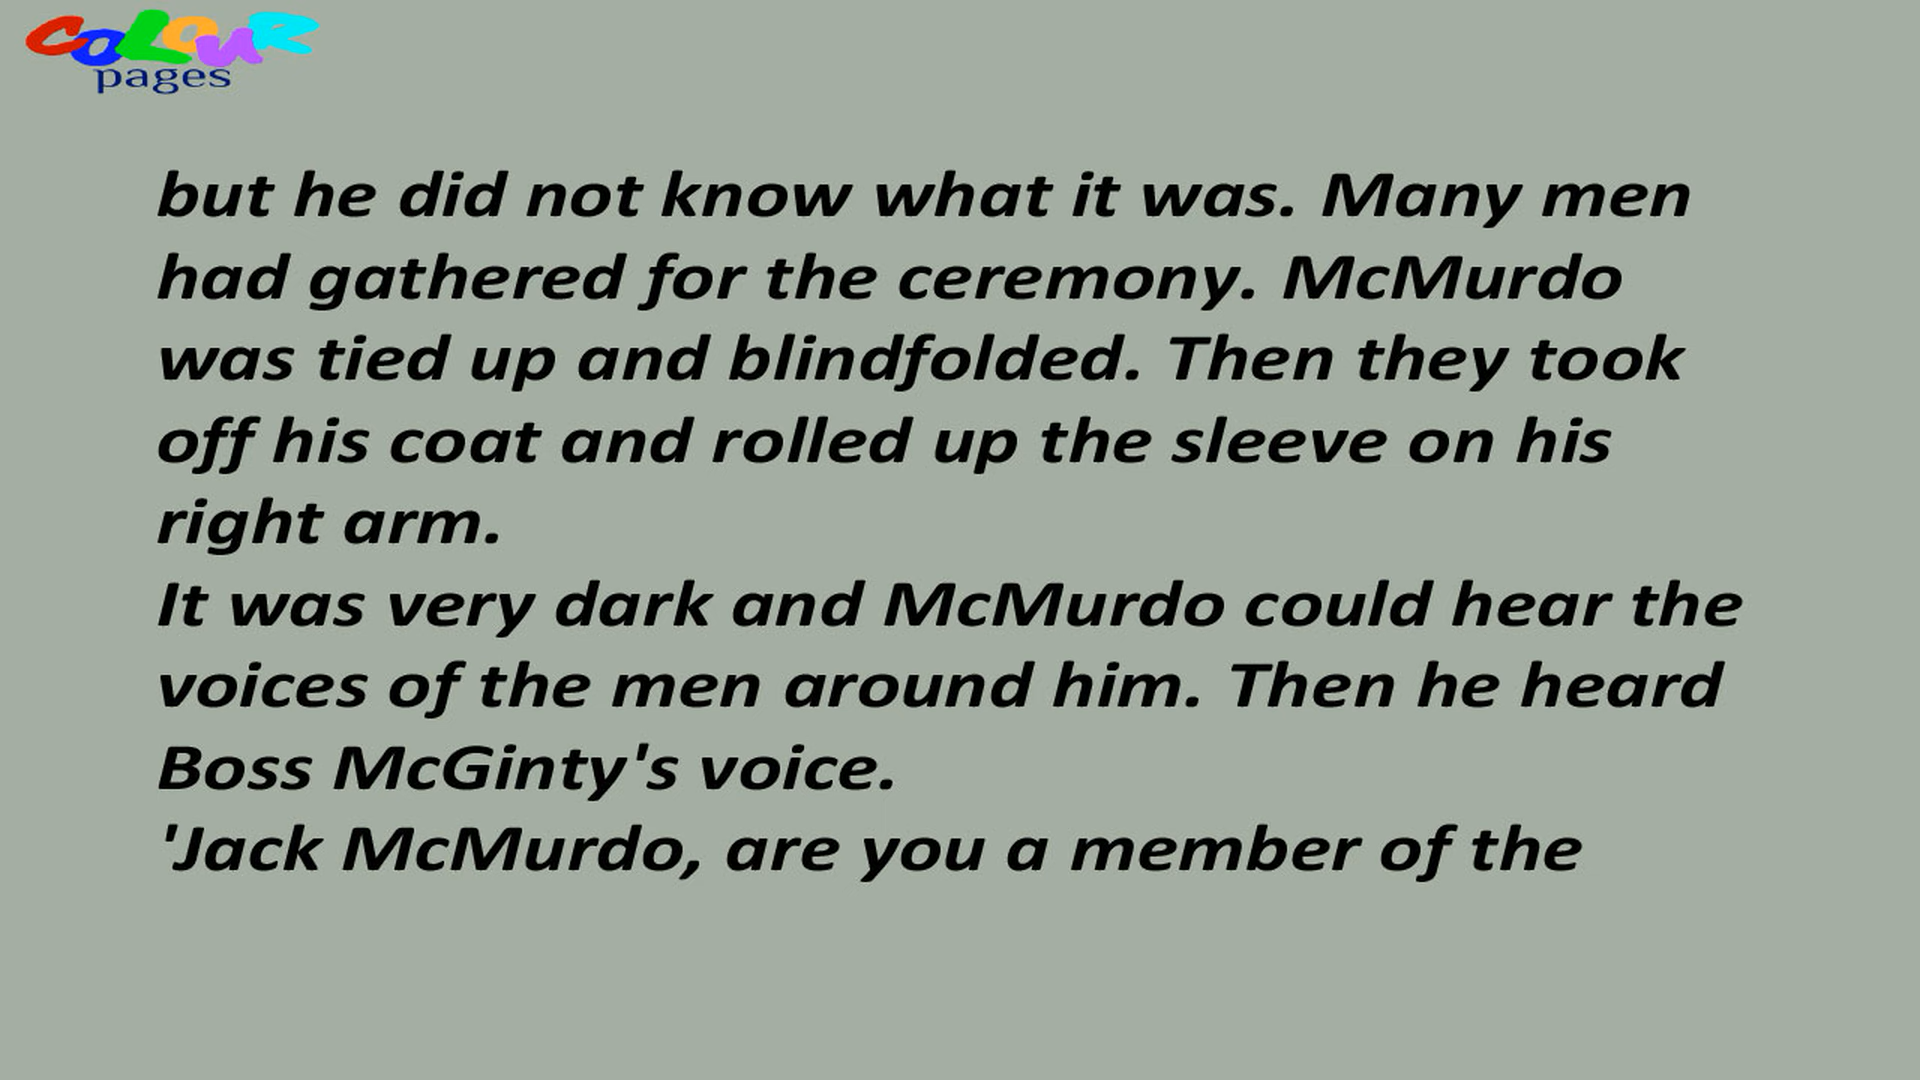 COLOUR
pages
but he did not know what it was. Many men
had gathered for the ceremony. McMurdo
was tied up and blindfolded. Then they took
off his coat and rolled up the sleeve on his
right arm.
It was very dark and McMurdo could hear the
voices of the men around him. Then he heard
Boss McGinty's voice.
'Jack McMurdo, are you a member of the